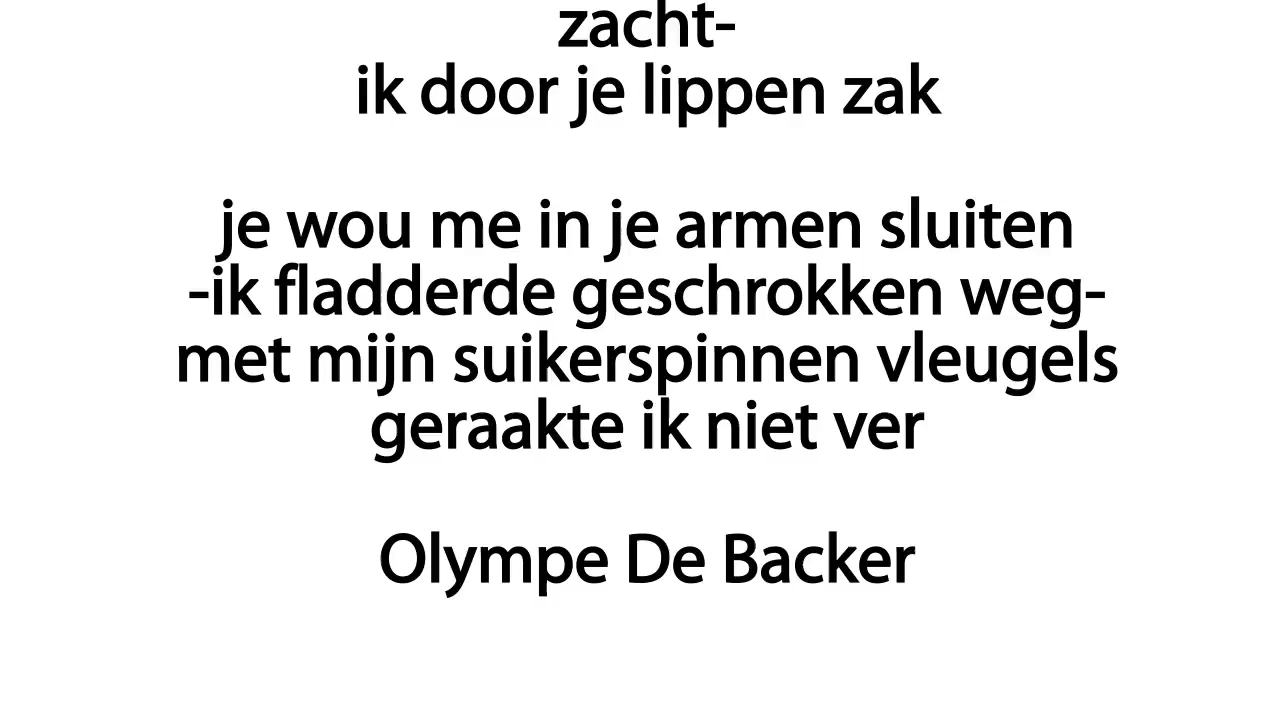 zacht-
ik door je lippen zak
je wou me in je armen sluiten
-ik fladderde geschrokken weg-
met mijn suikerspinnen vleugels
geraakte ik niet ver
Olympe De Backer